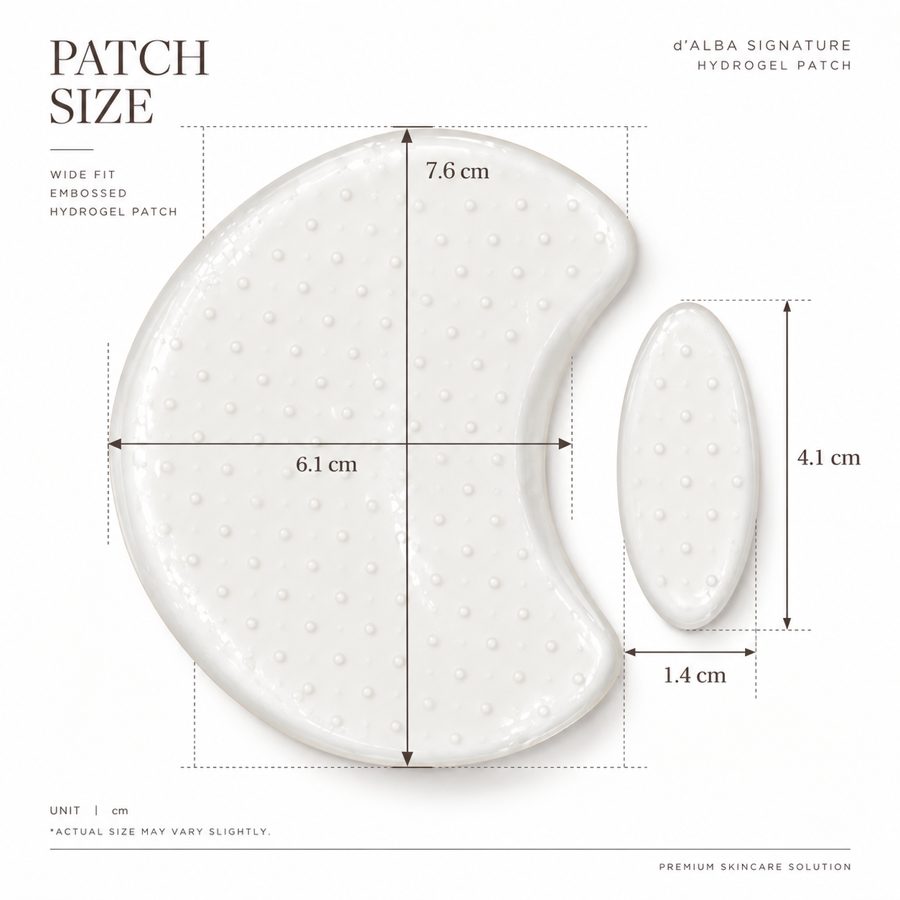 PATCH
SIZE
d'ALBA SIGNATURE
HYDROGEL PATCH
WIDE FIT
EMBOSSED
HYDROGEL PATCH
7.6 cm
6.1 cm
4.1 cm
1.4 cm
UNIT | cm
*ACTUAL SIZE MAY VARY SLIGHTLY.
PREMIUM SKINCARE SOLUTION